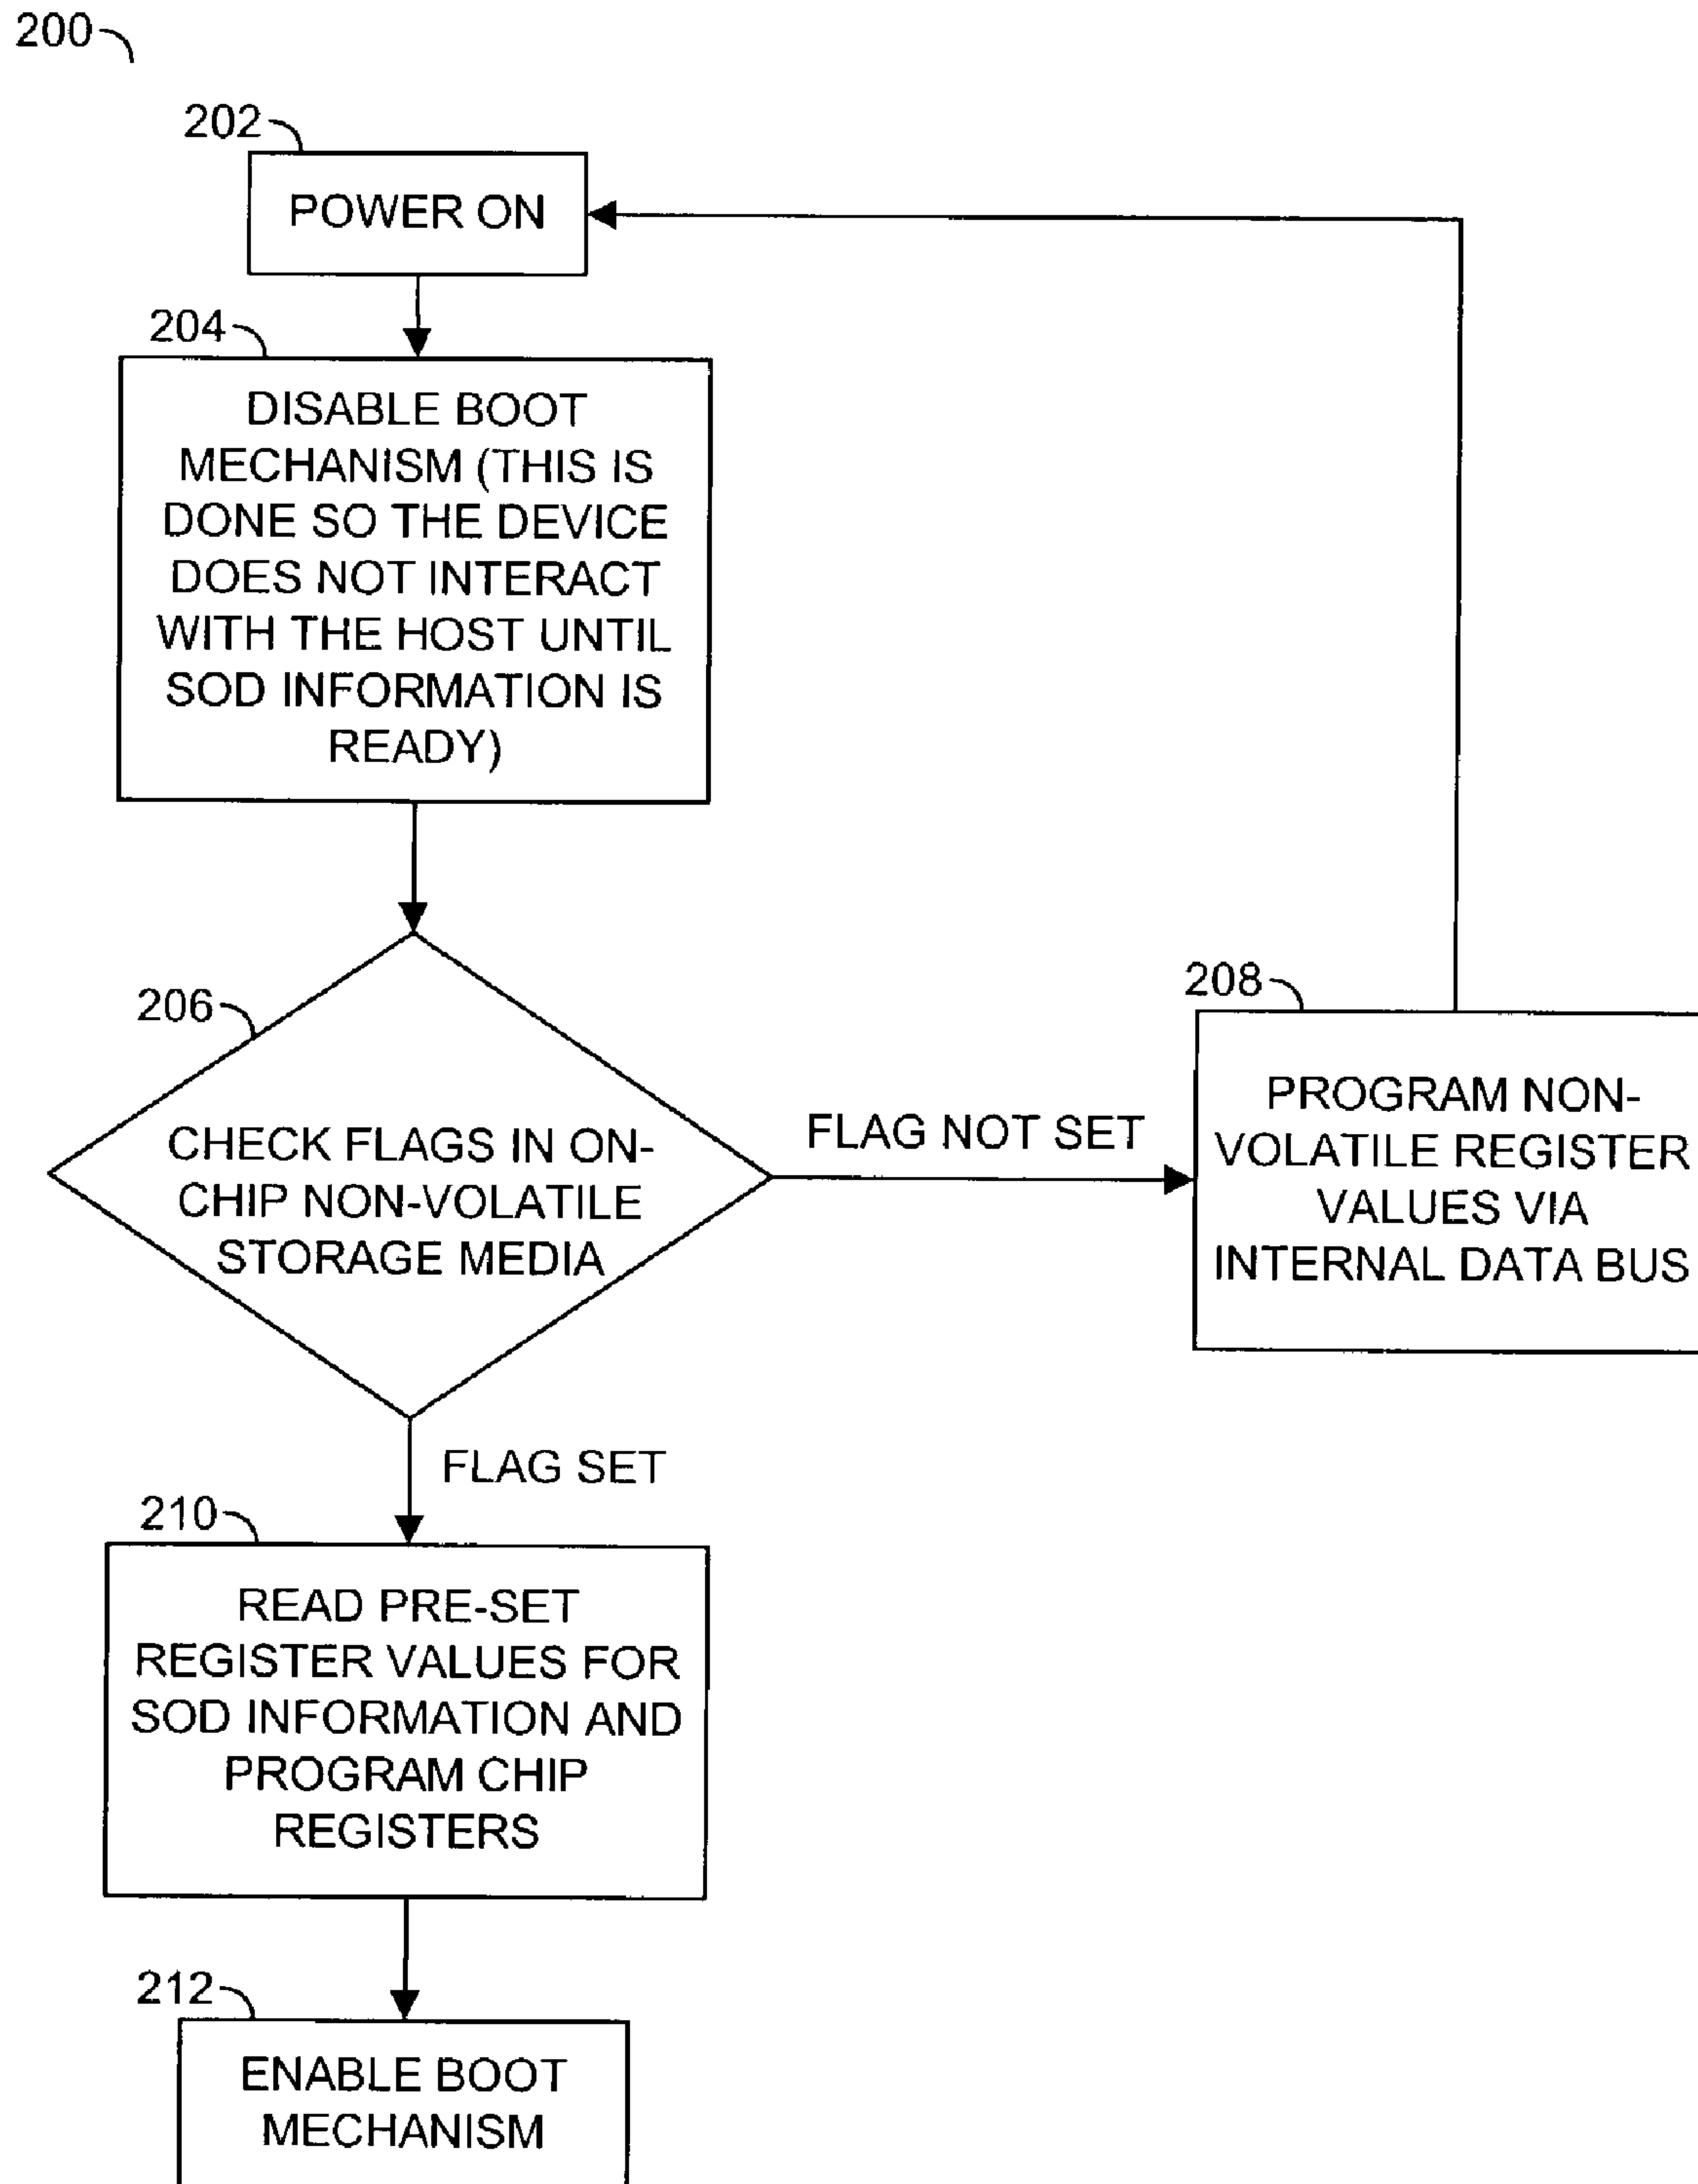 200
202
POWER ON
204
DISABLE BOOT
MECHANISM (THIS IS
DONE SO THE DEVICE
DOES NOT INTERACT
WITH THE HOST UNTIL
SOD INFORMATION IS
READY)
206
CHECK FLAGS IN ON-
CHIP NON-VOLATILE
STORAGE MEDIA
FLAG NOT SET
208
PROGRAM NON-
VOLATILE REGISTER
VALUES VIA
INTERNAL DATA BUS
FLAG SET
210
READ PRE-SET
REGISTER VALUES FOR
SOD INFORMATION AND
PROGRAM CHIP
REGISTERS
212
ENABLE BOOT
MECHANISM